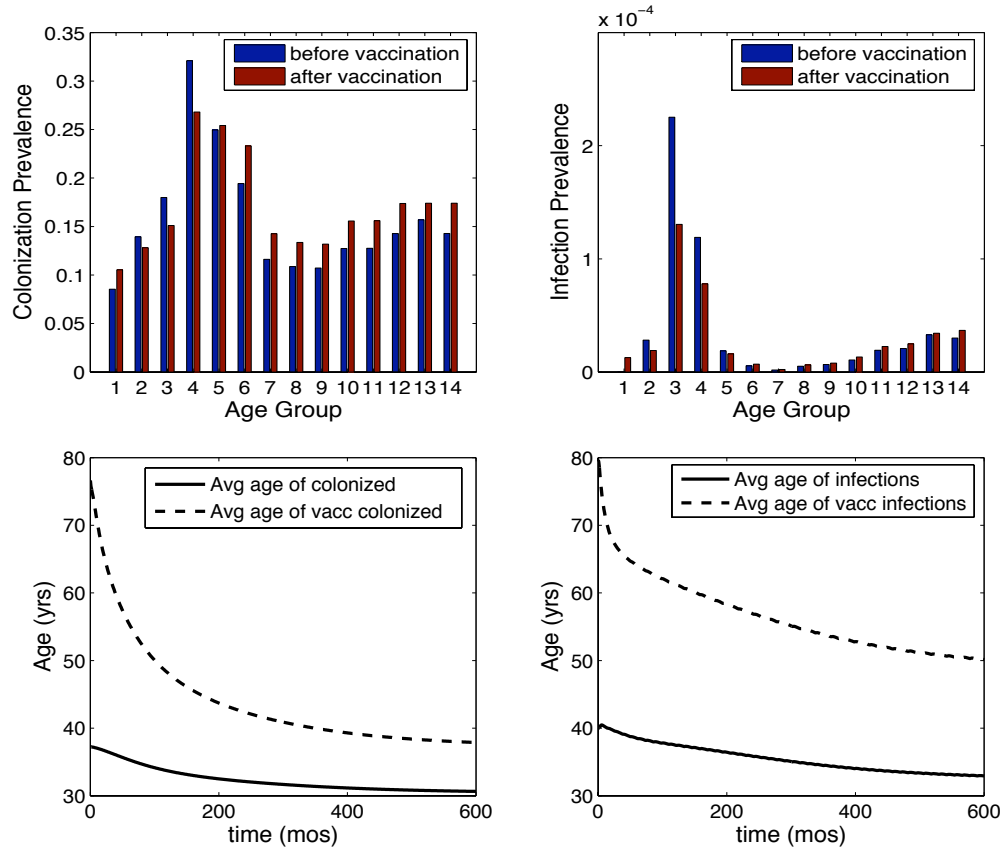 0.35
0.3
0.25
0.2
0.15
0.1
0.05
0
Colonization Prevalence
before vaccination
after vaccination
1 2 3 4 5 6 7 8 9 10 11 12 13 14
Age Group
x 10⁻⁴
2
1
0
Infection Prevalence
before vaccination
after vaccination
1 2 3 4 5 6 7 8 9 10 11 12 13 14
Age Group
80
70
60
50
40
30
Age (yrs)
Avg age of colonized
Avg age of vacc colonized
0 200 400 600
time (mos)
80
70
60
50
40
30
Age (yrs)
Avg age of infections
Avg age of vacc infections
0 200 400 600
time (mos)